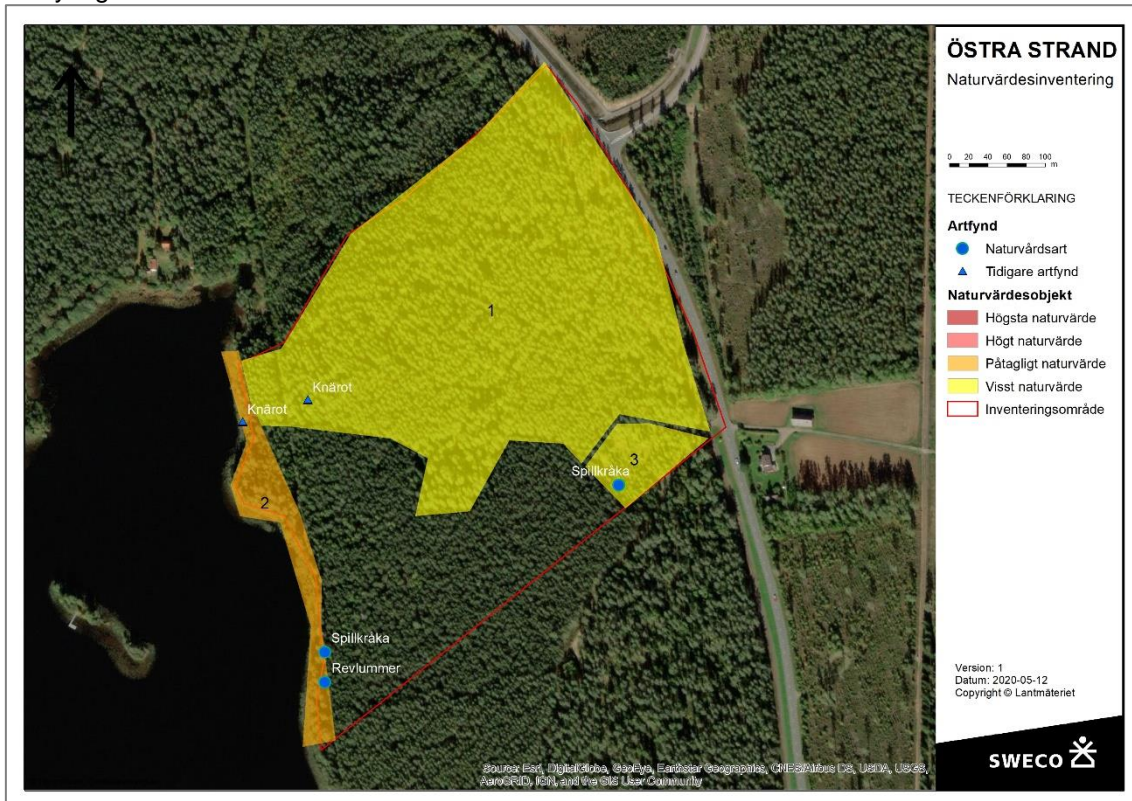 ÖSTRA STRAND
Naturvärdesinventering
0 20 40 60 80 100
m
TECKENFÖRKLARING
Artfynd
Naturvårdsart
Tidigare artfynd
Naturvärdesobjekt
Högsta naturvärde
Högt naturvärde
Påtagligt naturvärde
Visst naturvärde
Inventeringsområde
1
Knärot
Knärot
3
Spillkråka
2
Spillkråka
Revlummer
Version: 1
Datum: 2020-05-12
Copyright © Lantmäteriet
SWECO
Source: Esri, DigitalGlobe, GeoEye, Earthstar Geographics, CNES/Airbus DS, USDA, USGS,
AeroGRID, IGN, and the GIS User Community